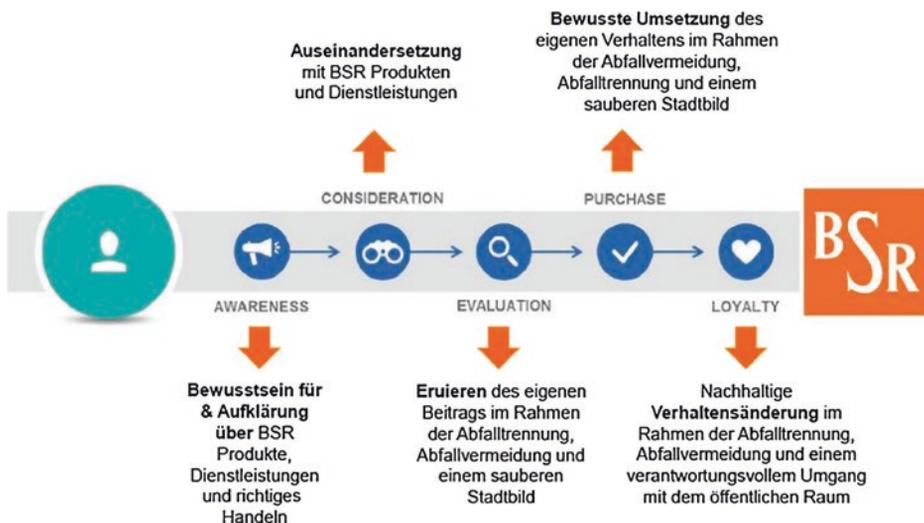 Auseinandersetzung
mit BSR Produkten
und Dienstleistungen
Bewusste Umsetzung des
eigenen Verhaltens im Rahmen
der Abfallvermeidung,
Abfalltrennung und einem
sauberen Stadtbild
CONSIDERATION
PURCHASE
BSR
AWARENESS
EVALUATION
LOYALTY
Bewusstsein für
& Aufklärung
über BSR
Produkte,
Dienstleistungen
und richtiges
Handeln
Eruieren des eigenen
Beitrags im Rahmen
der Abfalltrennung,
Abfallvermeidung und
einem sauberen
Stadtbild
Nachhaltige
Verhaltensänderung im
Rahmen der Abfalltrennung,
Abfallvermeidung und einem
verantwortungsvollem Umgang
mit dem öffentlichen Raum